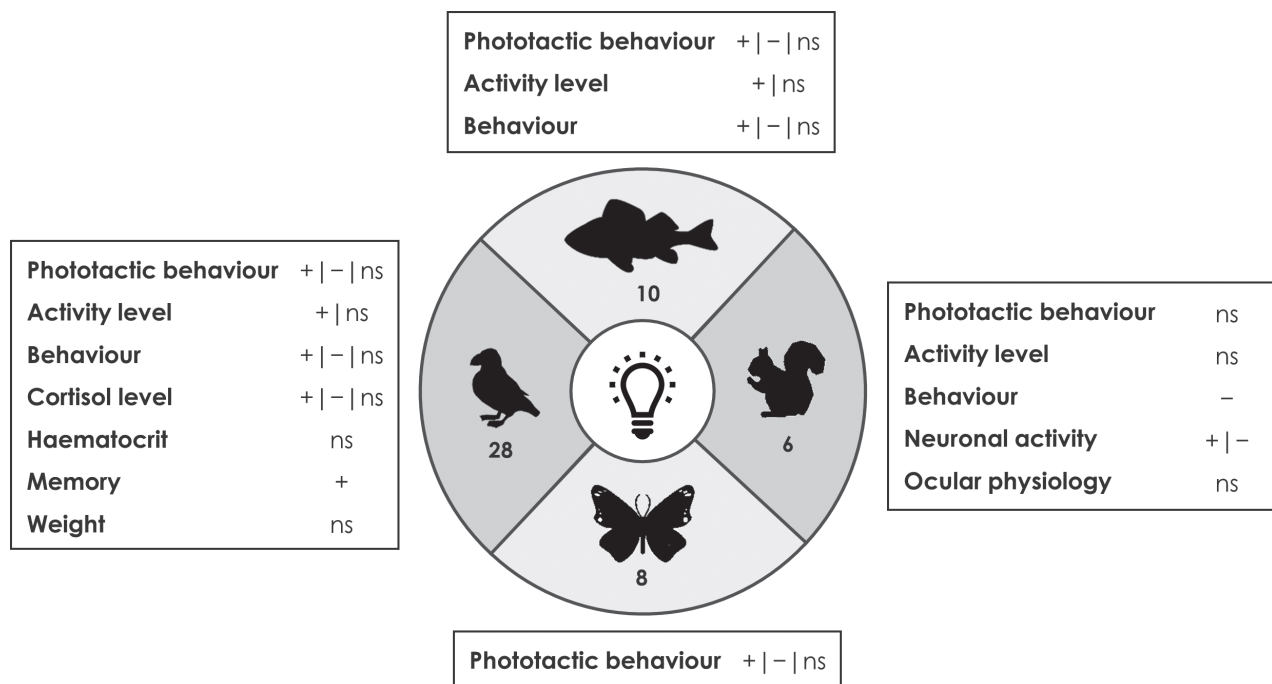 Phototactic behaviour +|−|ns
Activity level +|ns
Behaviour +|−|ns
10
Phototactic behaviour +|−|ns
Activity level +|ns
Behaviour +|−|ns
Cortisol level +|−|ns
Haematocrit ns
Memory +
Weight ns
28
6
Phototactic behaviour ns
Activity level ns
Behaviour −
Neuronal activity +|−
Ocular physiology ns
8
Phototactic behaviour +|−|ns